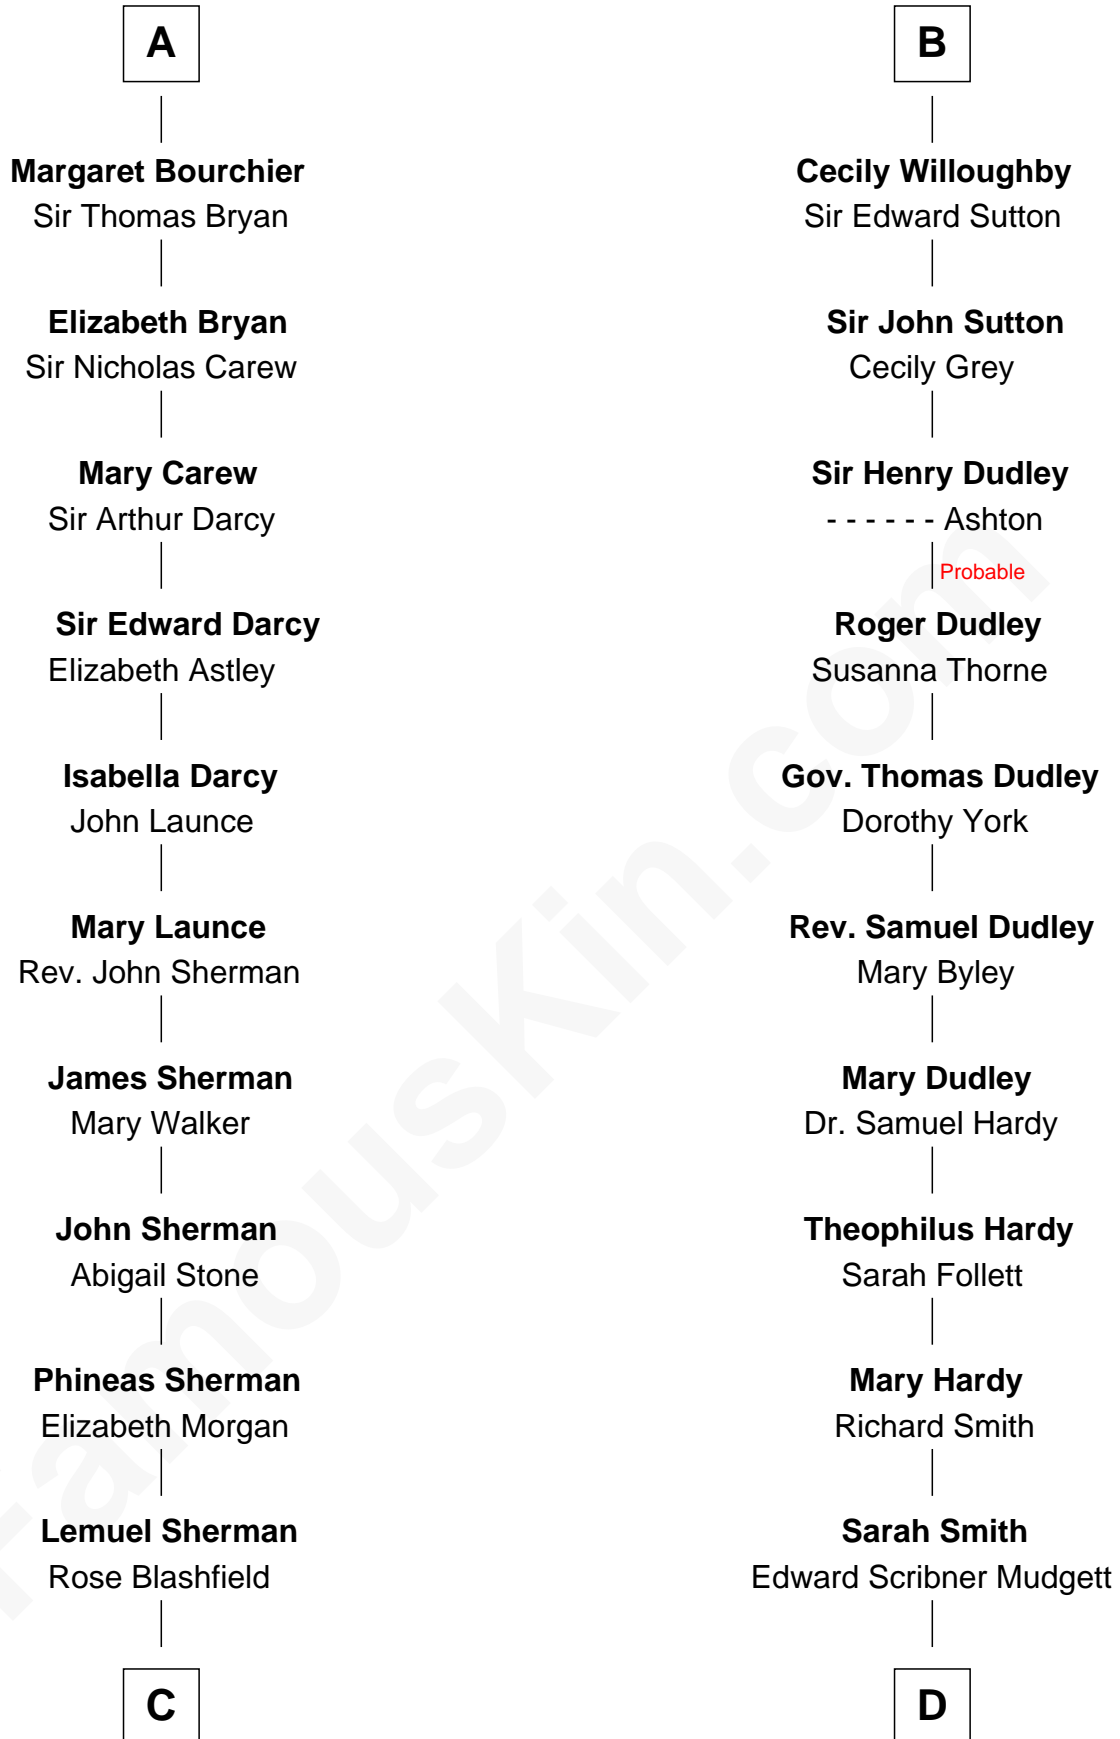 A
Margaret Bourchier
Sir Thomas Bryan
Elizabeth Bryan
Sir Nicholas Carew
Mary Carew
Sir Arthur Darcy
Sir Edward Darcy
Elizabeth Astley
Isabella Darcy
John Launce
Mary Launce
Rev. John Sherman
James Sherman
Mary Walker
John Sherman
Abigail Stone
Phineas Sherman
Elizabeth Morgan
Lemuel Sherman
Rose Blashfield
C
B
Cecily Willoughby
Sir Edward Sutton
Sir John Sutton
Cecily Grey
Sir Henry Dudley
- - - - - - Ashton
Probable
Roger Dudley
Susanna Thorne
Gov. Thomas Dudley
Dorothy York
Rev. Samuel Dudley
Mary Byley
Mary Dudley
Dr. Samuel Hardy
Theophilus Hardy
Sarah Follett
Mary Hardy
Richard Smith
Sarah Smith
Edward Scribner Mudgett
D
FamousKin.com